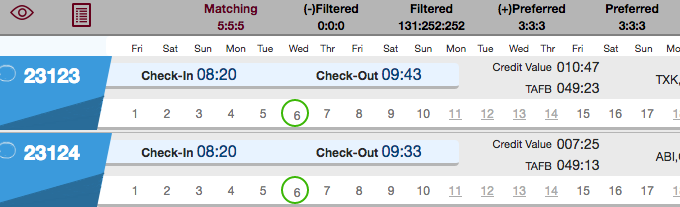 Matching (-)Filtered Filtered (+)Preferred Preferred
5:5:5 0:0:0 131:252:252 3:3:3 3:3:3
Fri Sat Sun Mon Tue Wed Thu Fri Sat Sun Mon Tue Wed Thu Fri Sat Sun Mon
23123 Check-In 08:20 Check-Out 09:43 Credit Value 010:47
TAFB 049:23 TXK,
1 2 3 4 5 6 7 8 9 10 11 12 13 14 15 16 17
23124 Check-In 08:20 Check-Out 09:33 Credit Value 007:25
TAFB 049:13 ABI,
1 2 3 4 5 6 7 8 9 10 11 12 13 14 15 16 17